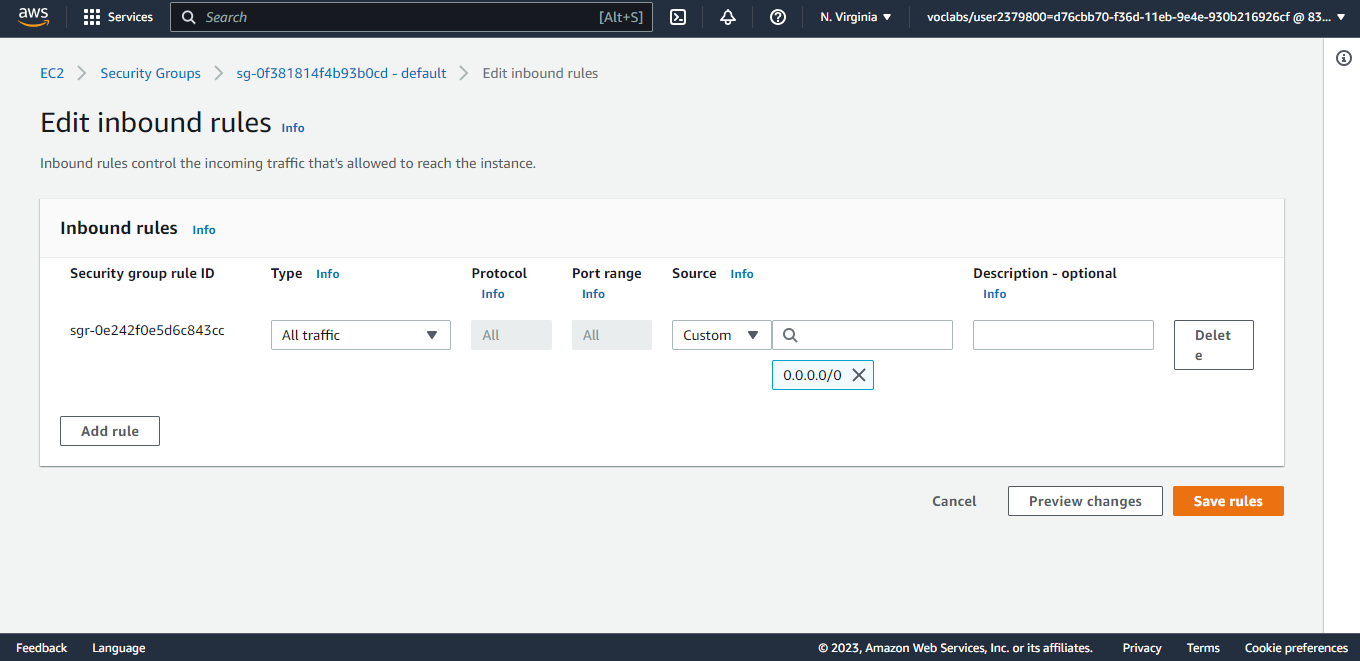 aws
Services
Search
[Alt+S]
N. Virginia
voclabs/user2379800=d76cbb70-f36d-11eb-9e4e-930b216926cf @ 83...
EC2
Security Groups
sg-0f381814f4b93b0cd - default
Edit inbound rules
Edit inbound rules
Info
Inbound rules control the incoming traffic that's allowed to reach the instance.
Inbound rules
Info
Security group rule ID
Type
Info
Protocol
Info
Port range
Info
Source
Info
Description - optional
Info
sgr-0e242f0e5d6c843cc
All traffic
All
All
Custom
Delet
e
0.0.0.0/0
Add rule
Cancel
Preview changes
Save rules
Feedback
Language
© 2023, Amazon Web Services, Inc. or its affiliates.
Privacy
Terms
Cookie preferences